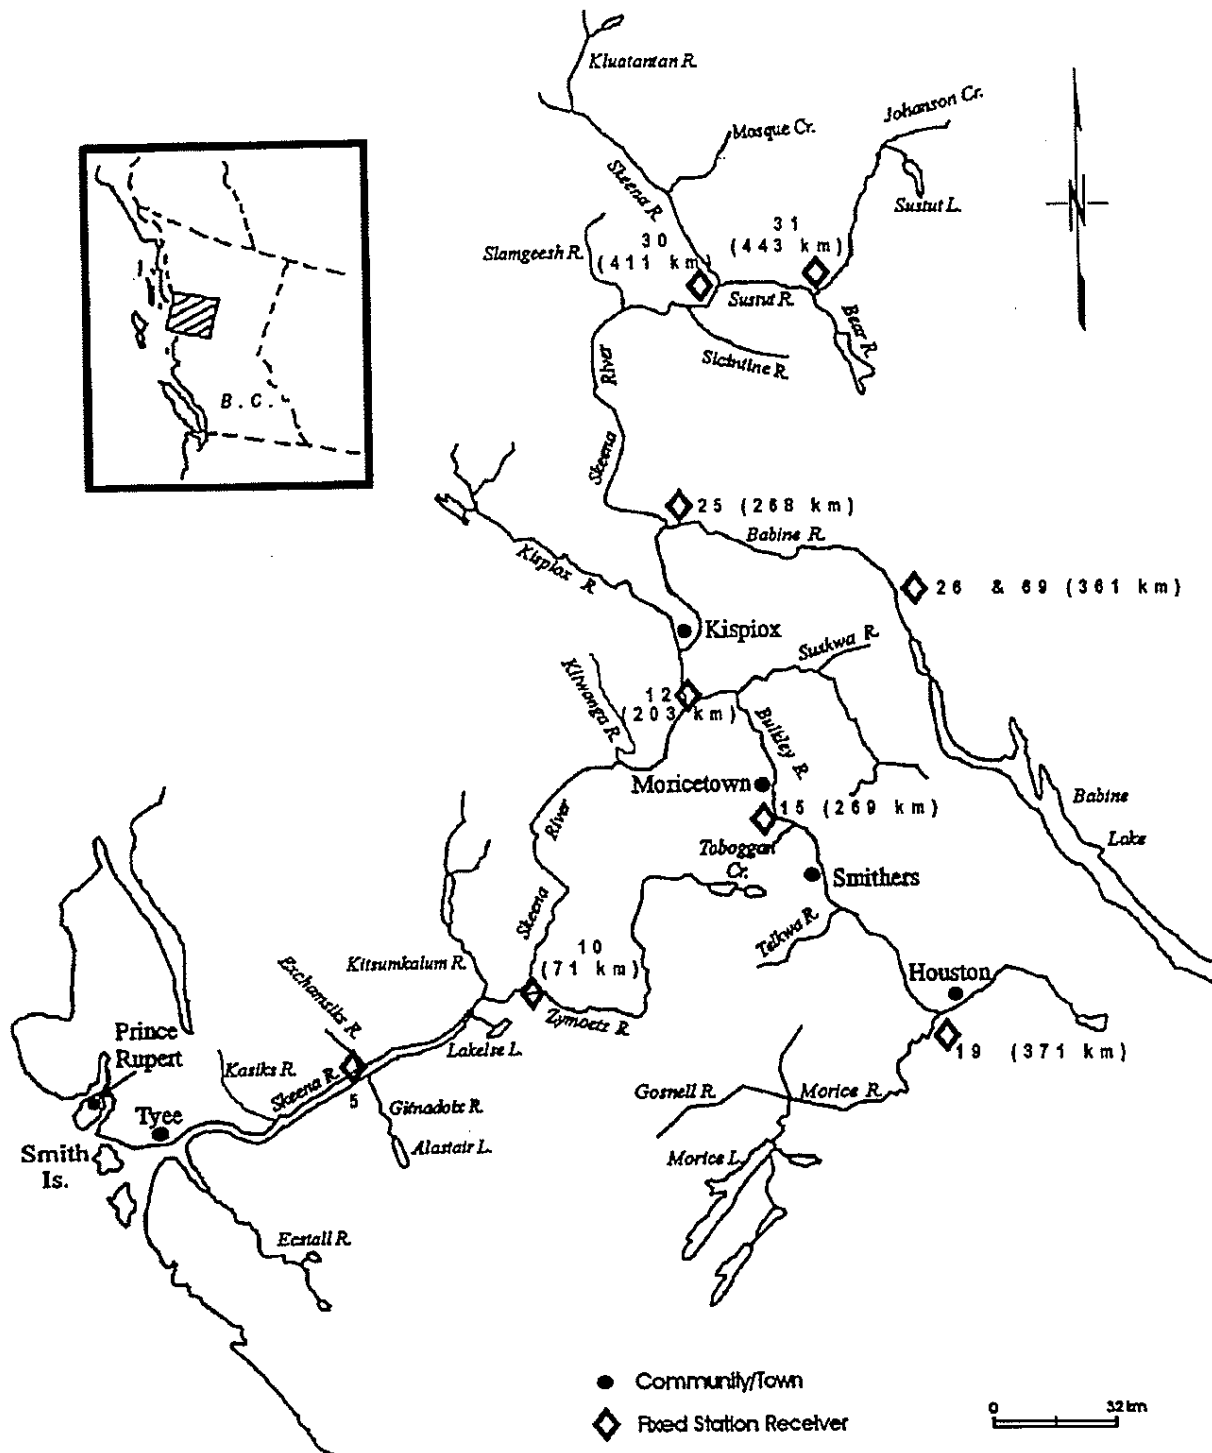 Kluatantan R.
Johanson Cr.
Mosque Cr.
Skeena R.
Sustut L.
31
(443 km)
30
(411 km)
Slamgeesh R.
Sustut R.
Bear R.
Sicintine R.
River
B.C.
Skeena
25 (268 km)
Babine R.
Kispiox R.
26 & 69 (361 km)
Kispiox
Suskwa R.
Kitwanga R.
12
(203 km)
Bulkley R.
Moricetown
15 (269 km)
Babine
Lake
River
Toboggan
Cr.
Smithers
Skeena
Telkwa R.
10
(71 km)
Kitsumkalum R.
Exchamsiks R.
Houston
Zymoetz R.
Prince
Rupert
Lakelse L.
19 (371 km)
Kasiks R.
Skeena R.
5
Gosnell R.
Morice R.
Gitnadoix R.
Tyee
Alastair L.
Smith
Is.
Morice L.
Ecstall R.
Community/Town
Fixed Station Receiver
0
32 km
N